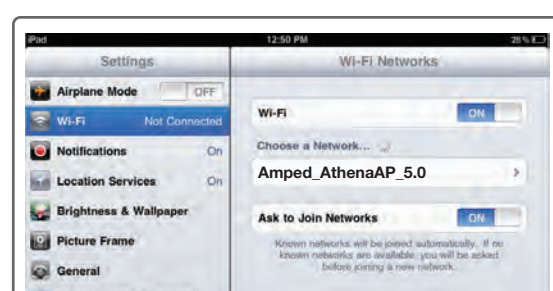 iPad 12:50 PM 28%
Settings
Airplane Mode OFF
Wi-Fi Not Connected
Notifications On
Location Services On
Brightness & Wallpaper
Picture Frame
General
Wi-Fi Networks
Wi-Fi ON
Choose a Network...
Amped_AthenaAP_5.0
Ask to Join Networks ON
Known networks will be joined automatically. If no
known networks are available, you will be asked
before joining a new network.